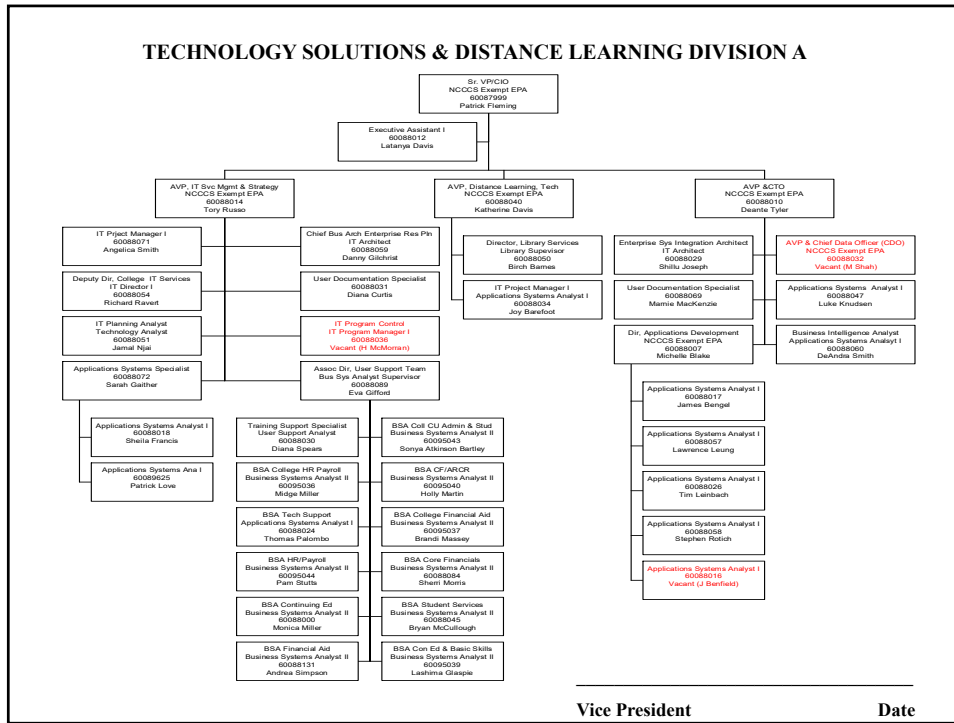 TECHNOLOGY SOLUTIONS & DISTANCE LEARNING DIVISION A
Sr. VP/CIO
NCCCS Exempt EPA
60087999
Patrick Fleming
Executive Assistant I
60088012
Latanya Davis
AVP, IT Svc Mgmt & Strategy
NCCCS Exempt EPA
60088014
Tory Russo
AVP, Distance Learning, Tech
NCCCS Exempt EPA
60088040
Katherine Davis
AVP &CTO
NCCCS Exempt EPA
60088010
Deante Tyler
IT Prject Manager I
60088071
Angelica Smith
Chief Bus Arch Enterprise Res Pln
IT Architect
60088059
Danny Gilchrist
Deputy Dir, College IT Services
IT Director I
60088054
Richard Ravert
User Documentation Specialist
60088031
Diana Curtis
IT Planning Analyst
Technology Analyst
60088051
Jamal Njai
IT Program Control
IT Program Manager I
60088036
Vacant (H McMorran)
Applications Systems Specialist
60088072
Sarah Gaither
Assoc Dir, User Support Team
Bus Sys Analyst Supervisor
60088089
Eva Gifford
Applications Systems Analyst I
60088018
Sheila Francis
Applications Systems Ana I
60089625
Patrick Love
Training Support Specialist
User Support Analyst
60088030
Diana Spears
BSA Coll CU Admin & Stud
Business Systems Analyst II
60095043
Sonya Atkinson Bartley
BSA College HR Payroll
Business Systems Analyst II
60095036
Midge Miller
BSA CF/ARCR
Business Systems Analyst II
60095040
Holly Martin
BSA Tech Support
Applications Systems Analyst I
60088024
Thomas Palombo
BSA College Financial Aid
Business Systems Analyst II
60095037
Brandi Massey
BSA HR/Payroll
Business Systems Analyst II
60095044
Pam Stutts
BSA Core Financials
Business Systems Analyst II
60088084
Sherri Morris
BSA Continuing Ed
Business Systems Analyst II
60088000
Monica Miller
BSA Student Services
Business Systems Analyst II
60088045
Bryan McCullough
BSA Financial Aid
Business Systems Analyst II
60088131
Andrea Simpson
BSA Con Ed & Basic Skills
Business Systems Analyst II
60095039
Lashima Glaspie
Director, Library Services
Library Supevisor
60088050
Birch Barnes
IT Project Manager I
Applications Systems Analyst I
60088034
Joy Barefoot
Enterprise Sys Integration Architect
IT Architect
60088029
Shillu Joseph
AVP & Chief Data Officer (CDO)
NCCCS Exempt EPA
60088032
Vacant (M Shah)
User Documentation Specialist
60088069
Mamie MacKenzie
Applications Systems Analyst I
60088047
Luke Knudsen
Dir, Applications Development
NCCCS Exempt EPA
60088007
Michelle Blake
Business Intelligence Analyst
Applications Systems Analsyt I
60088060
DeAndra Smith
Applications Systems Analyst I
60088017
James Bengel
Applications Systems Analyst I
60088057
Lawrence Leung
Applications Systems Analyst I
60088026
Tim Leinbach
Applications Systems Analyst I
60088058
Stephen Rotich
Applications Systems Analyst I
60088016
Vacant (J Benfield)
Vice President Date